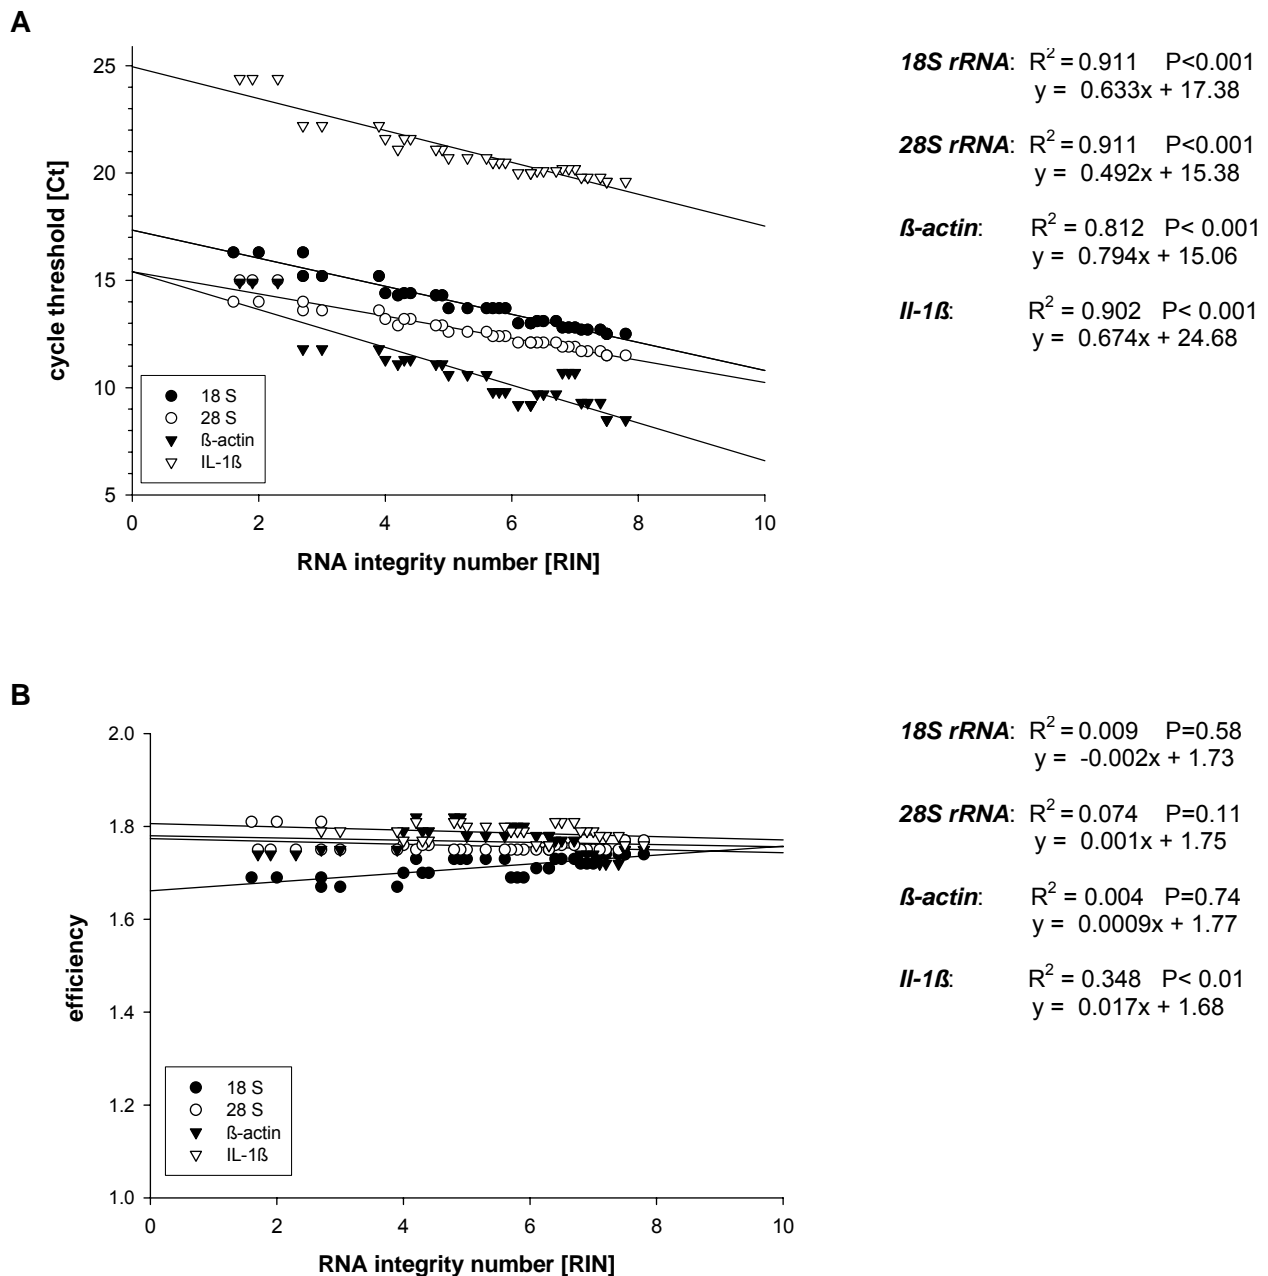 A
18S rRNA: R2 = 0.911 P<0.001
y = 0.633x + 17.38
28S rRNA: R2 = 0.911 P<0.001
y = 0.492x + 15.38
ß-actin: R2 = 0.812 P< 0.001
y = 0.794x + 15.06
Il-1ß: R2 = 0.902 P< 0.001
y = 0.674x + 24.68
cycle threshold [Ct]
25
20
15
10
5
18 S
28 S
ß-actin
IL-1ß
0 2 4 6 8 10
RNA integrity number [RIN]
B
18S rRNA: R2 = 0.009 P=0.58
y = -0.002x + 1.73
28S rRNA: R2 = 0.074 P=0.11
y = 0.001x + 1.75
ß-actin: R2 = 0.004 P=0.74
y = 0.0009x + 1.77
Il-1ß: R2 = 0.348 P< 0.01
y = 0.017x + 1.68
efficiency
2.0
1.8
1.6
1.4
1.2
1.0
18 S
28 S
ß-actin
IL-1ß
0 2 4 6 8 10
RNA integrity number [RIN]